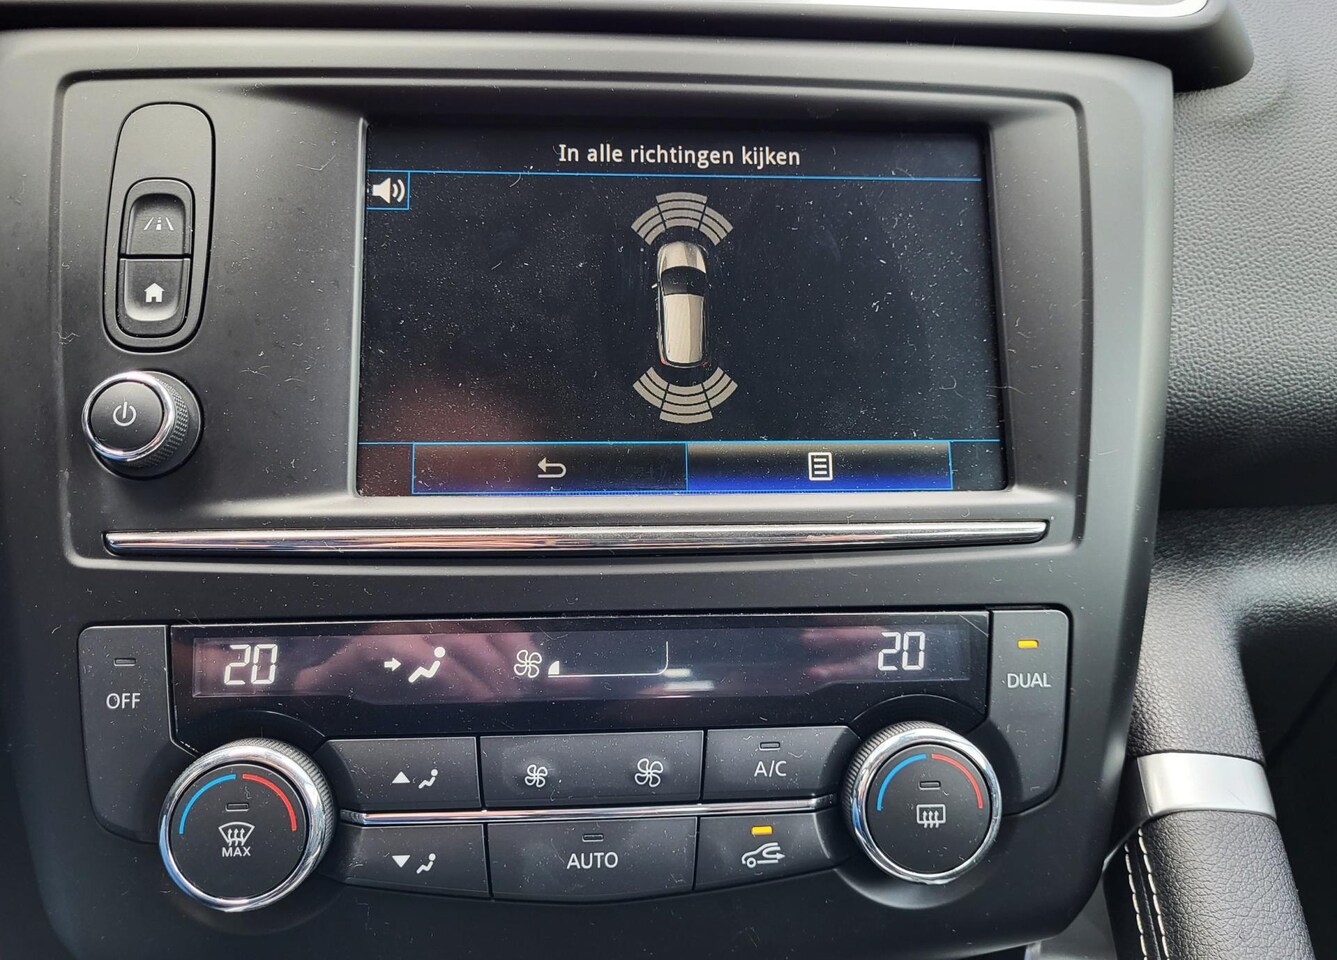 In alle richtingen kijken
20
20
OFF
DUAL
A/C
MAX
AUTO